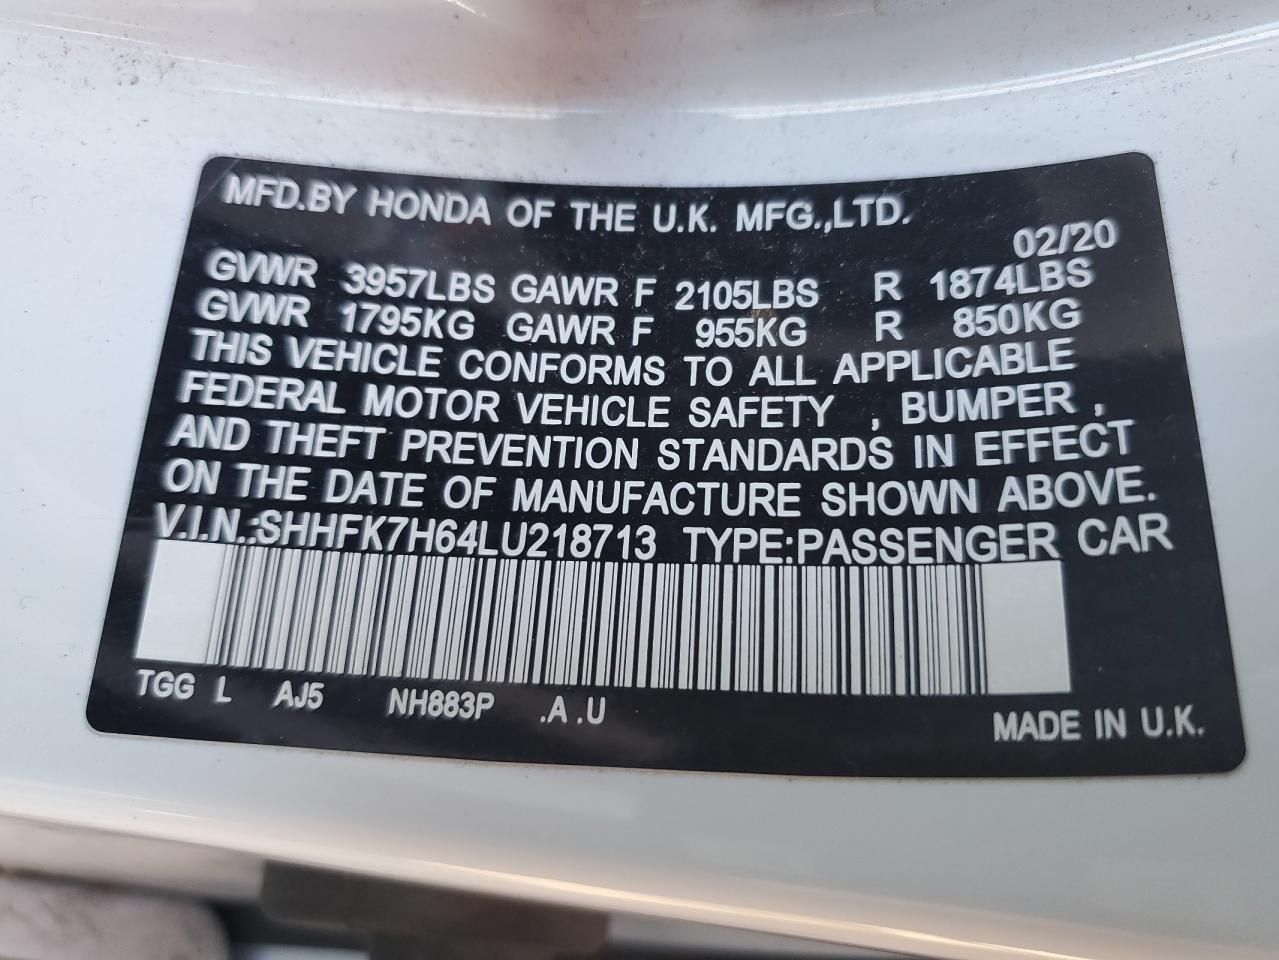 MFD.BY HONDA OF THE U.K. MFG.,LTD.
02/20
GVWR 3957LBS GAWR F 2105LBS R 1874LBS
GVWR 1795KG GAWR F 955KG R 850KG
THIS VEHICLE CONFORMS TO ALL APPLICABLE
FEDERAL MOTOR VEHICLE SAFETY , BUMPER ,
AND THEFT PREVENTION STANDARDS IN EFFECT
ON THE DATE OF MANUFACTURE SHOWN ABOVE.
V.I.N.:SHHFK7H64LU218713 TYPE:PASSENGER CAR
TGG L AJ5 NH883P .A .U
MADE IN U.K.